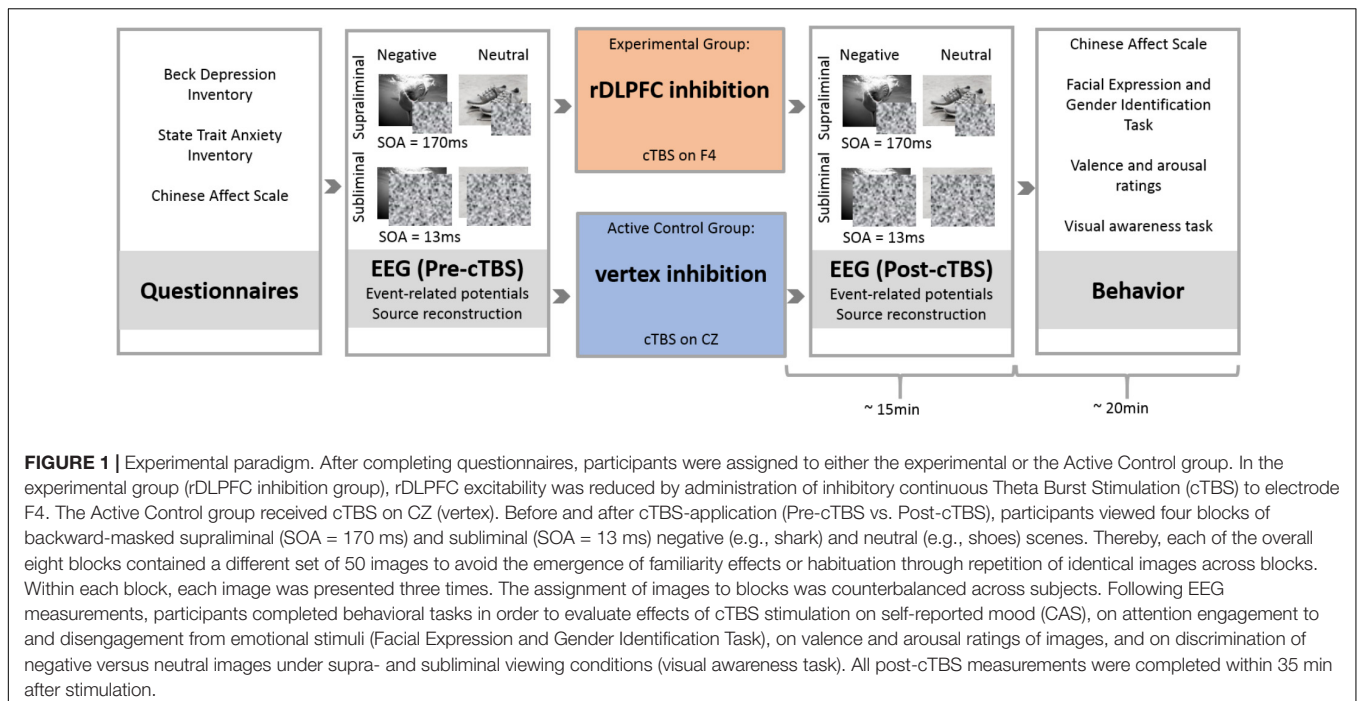 Beck Depression
Inventory
State Trait Anxiety
Inventory
Chinese Affect Scale
Questionnaires
Negative Neutral
Supraliminal
SOA = 170ms
Subliminal
SOA = 13ms
EEG (Pre-cTBS)
Event-related potentials
Source reconstruction
Experimental Group:
rDLPFC inhibition
cTBS on F4
Active Control Group:
vertex inhibition
cTBS on CZ
Negative Neutral
Supraliminal
SOA = 170ms
Subliminal
SOA = 13ms
EEG (Post-cTBS)
Event-related potentials
Source reconstruction
Chinese Affect Scale
Facial Expression and
Gender Identification
Task
Valence and arousal
ratings
Visual awareness task
Behavior
~ 15min
~ 20min
FIGURE 1 | Experimental paradigm. After completing questionnaires, participants were assigned to either the experimental or the Active Control group. In the
experimental group (rDLPFC inhibition group), rDLPFC excitability was reduced by administration of inhibitory continuous Theta Burst Stimulation (cTBS) to electrode
F4. The Active Control group received cTBS on CZ (vertex). Before and after cTBS-application (Pre-cTBS vs. Post-cTBS), participants viewed four blocks of
backward-masked supraliminal (SOA = 170 ms) and subliminal (SOA = 13 ms) negative (e.g., shark) and neutral (e.g., shoes) scenes. Thereby, each of the overall
eight blocks contained a different set of 50 images to avoid the emergence of familiarity effects or habituation through repetition of identical images across blocks.
Within each block, each image was presented three times. The assignment of images to blocks was counterbalanced across subjects. Following EEG
measurements, participants completed behavioral tasks in order to evaluate effects of cTBS stimulation on self-reported mood (CAS), on attention engagement to
and disengagement from emotional stimuli (Facial Expression and Gender Identification Task), on valence and arousal ratings of images, and on discrimination of
negative versus neutral images under supra- and subliminal viewing conditions (visual awareness task). All post-cTBS measurements were completed within 35 min
after stimulation.